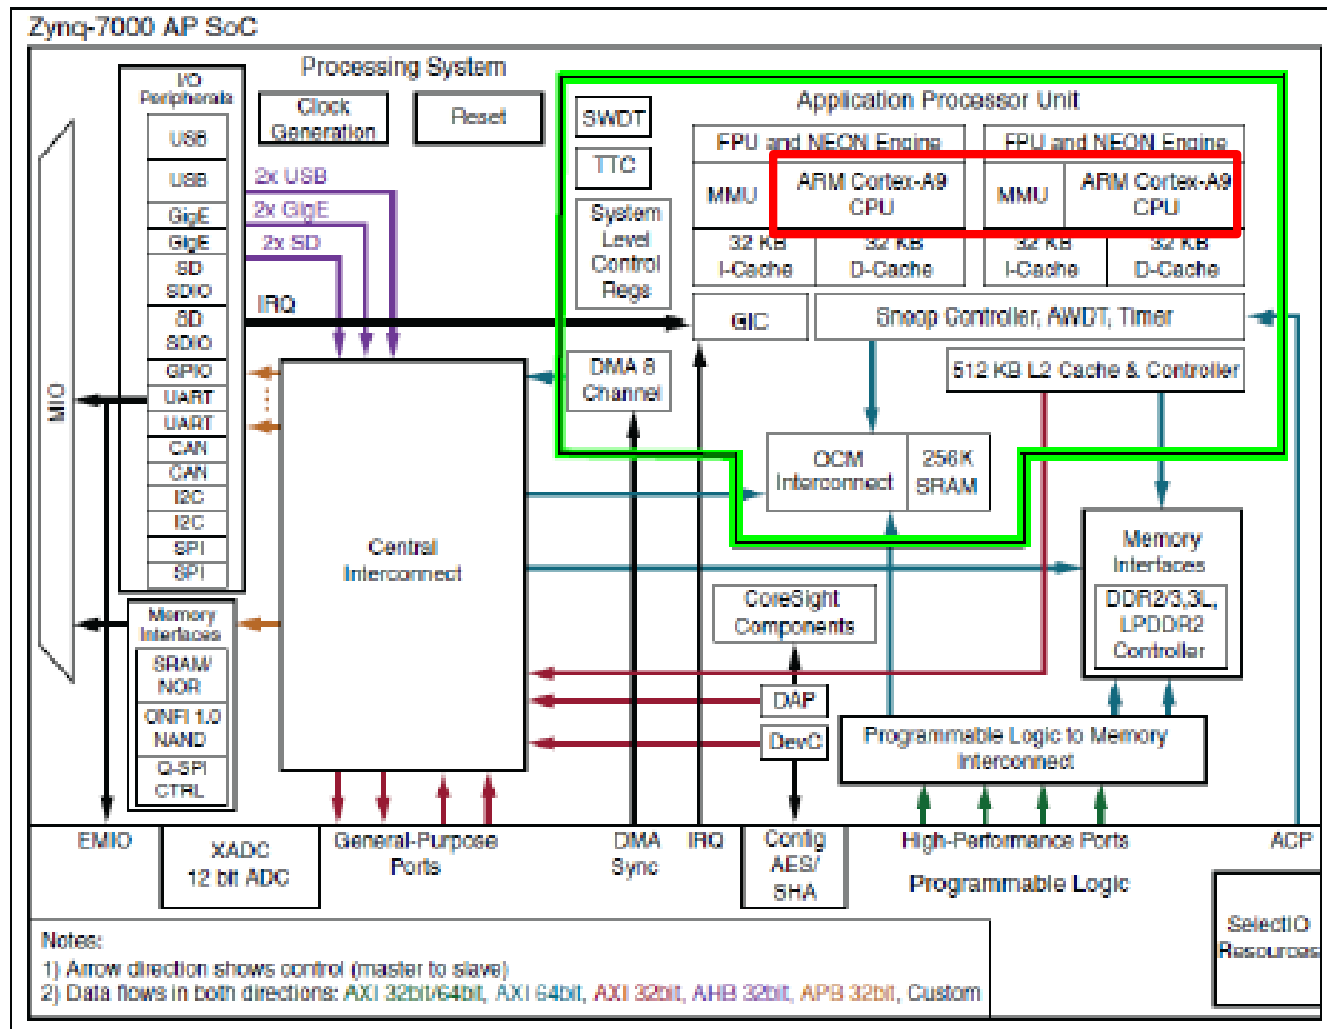 Zynq-7000 AP SoC
Processing System
I/O
Peripherals
USB
USB
GigE
GigE
SD
SDIO
SD
SDIO
GPIO
UART
UART
CAN
CAN
I2C
I2C
SPI
SPI
MIO
Memory
Interfaces
SRAM/
NOR
ONFI 1.0
NAND
Q-SPI
CTRL
Clock
Generation
Reset
2x USB
2x GigE
2x SD
IRQ
Central
Interconnect
Application Processor Unit
SWDT
TTC
System
Level
Control
Regs
FPU and NEON Engine
MMU
ARM Cortex-A9
CPU
32 KB
I-Cache
32 KB
D-Cache
FPU and NEON Engine
MMU
ARM Cortex-A9
CPU
32 KB
I-Cache
32 KB
D-Cache
GIC
Snoop Controller, AWDT, Timer
DMA 8
Channel
512 KB L2 Cache & Controller
OCM
Interconnect
256K
SRAM
Memory
Interfaces
DDR2/3,3L,
LPDDR2
Controller
CoreSight
Components
DAP
DevC
Programmable Logic to Memory
Interconnect
EMIO
XADC
12 bit ADC
General-Purpose
Ports
DMA
Sync
IRQ
Config
AES/
SHA
High-Performance Ports
ACP
Programmable Logic
SelectIO
Resources
Notes:
1) Arrow direction shows control (master to slave)
2) Data flows in both directions: AXI 32bit/64bit, AXI 64bit, AXI 32bit, AHB 32bit, APB 32bit, Custom